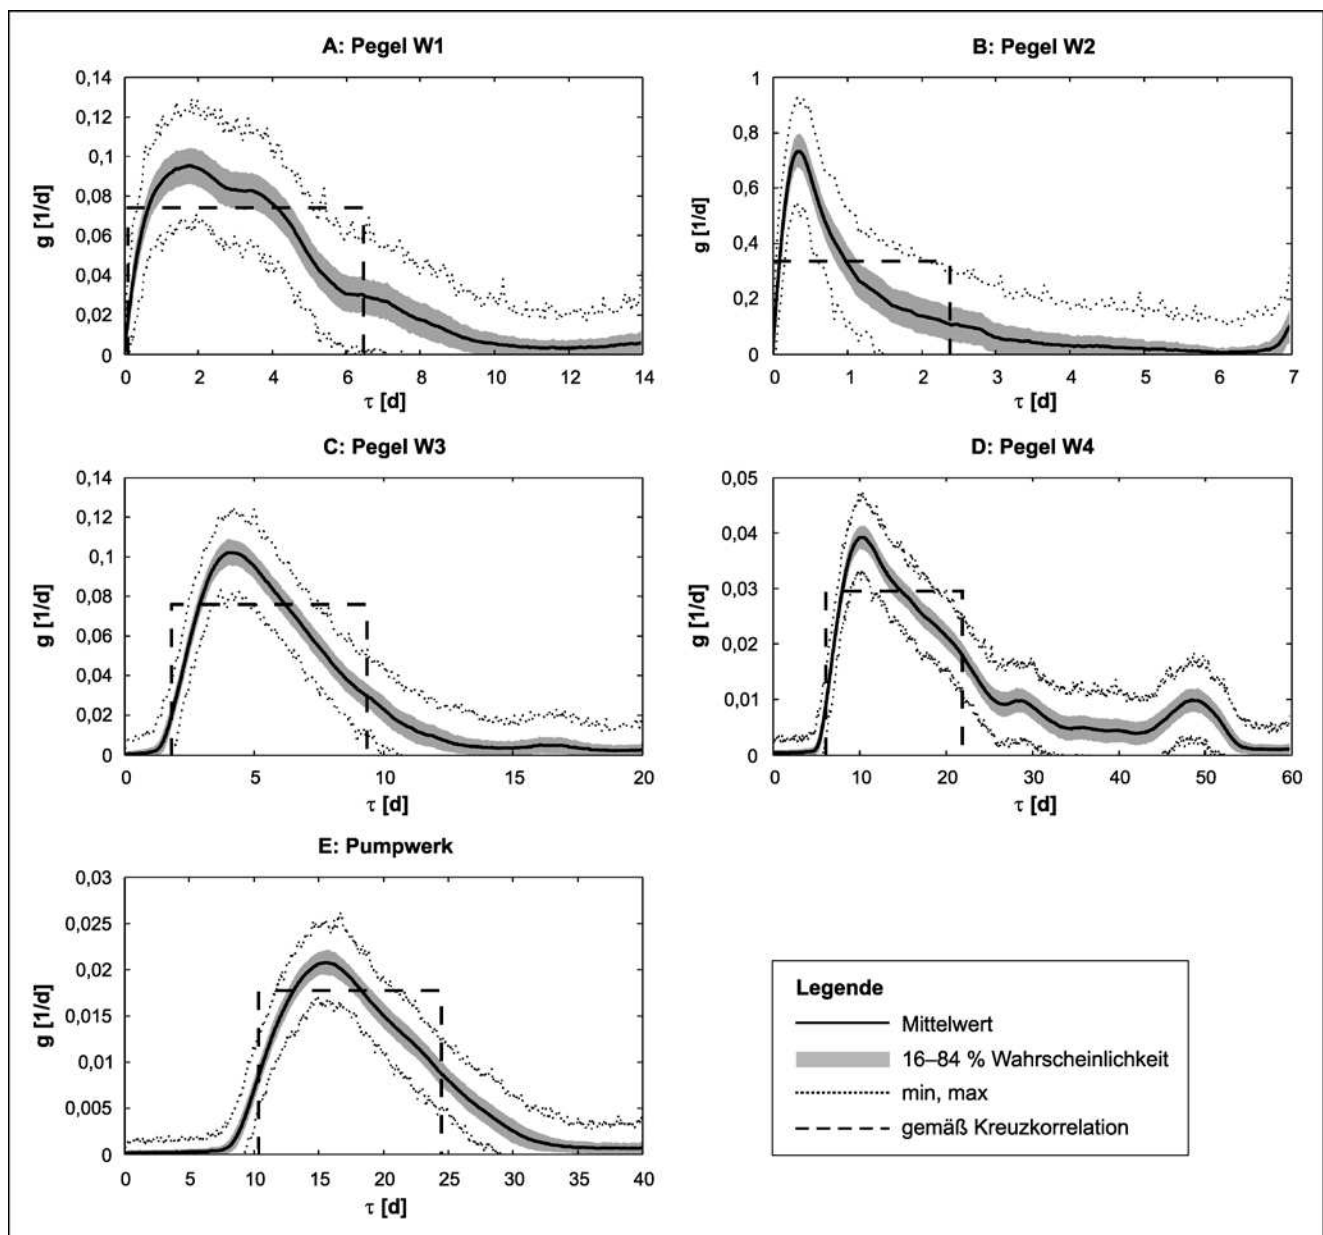 A: Pegel W1
0,14
0,12
0,1
0,08
0,06
0,04
0,02
0
g [1/d]
0 2 4 6 8 10 12 14
τ [d]
B: Pegel W2
1
0,8
0,6
0,4
0,2
0
g [1/d]
0 1 2 3 4 5 6 7
τ [d]
C: Pegel W3
0,14
0,12
0,1
0,08
0,06
0,04
0,02
0
g [1/d]
0 5 10 15 20
τ [d]
D: Pegel W4
0,05
0,04
0,03
0,02
0,01
0
g [1/d]
0 10 20 30 40 50 60
τ [d]
E: Pumpwerk
0,03
0,025
0,02
0,015
0,01
0,005
0
g [1/d]
0 5 10 15 20 25 30 35 40
τ [d]
Legende
Mittelwert
16–84 % Wahrscheinlichkeit
min, max
gemäß Kreuzkorrelation